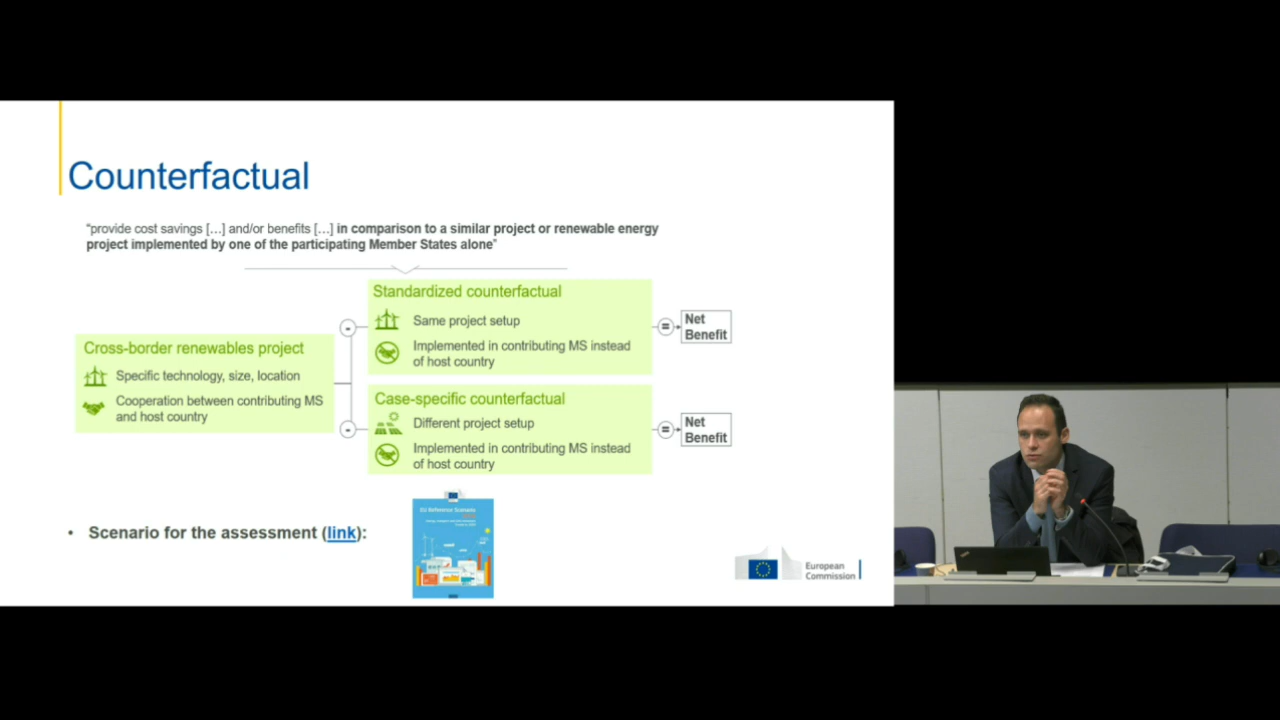 Counterfactual
“provide cost savings […] and/or benefits […] in comparison to a similar project or renewable energy
project implemented by one of the participating Member States alone”
Standardized counterfactual
Same project setup
Implemented in contributing MS instead
of host country
-
=
Net
Benefit
Cross-border renewables project
Specific technology, size, location
Cooperation between contributing MS
and host country
Case-specific counterfactual
Different project setup
Implemented in contributing MS instead
of host country
-
=
Net
Benefit
• Scenario for the assessment (link):
EU Reference Scenario
European
Commission